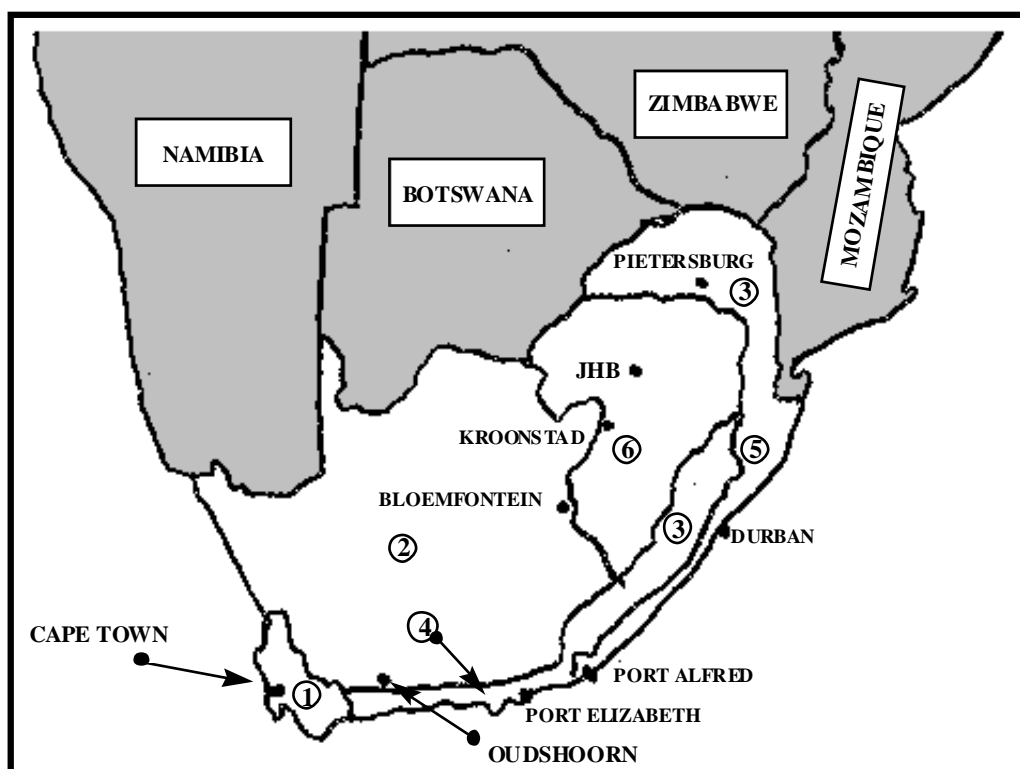 ZIMBABWE
NAMIBIA
BOTSWANA
MOZAMBIQUE
PIETERSBURG
3
JHB
KROONSTAD
6
5
BLOEMFONTEIN
3
DURBAN
2
4
CAPE TOWN
1
PORT ALFRED
PORT ELIZABETH
OUDSHOORN